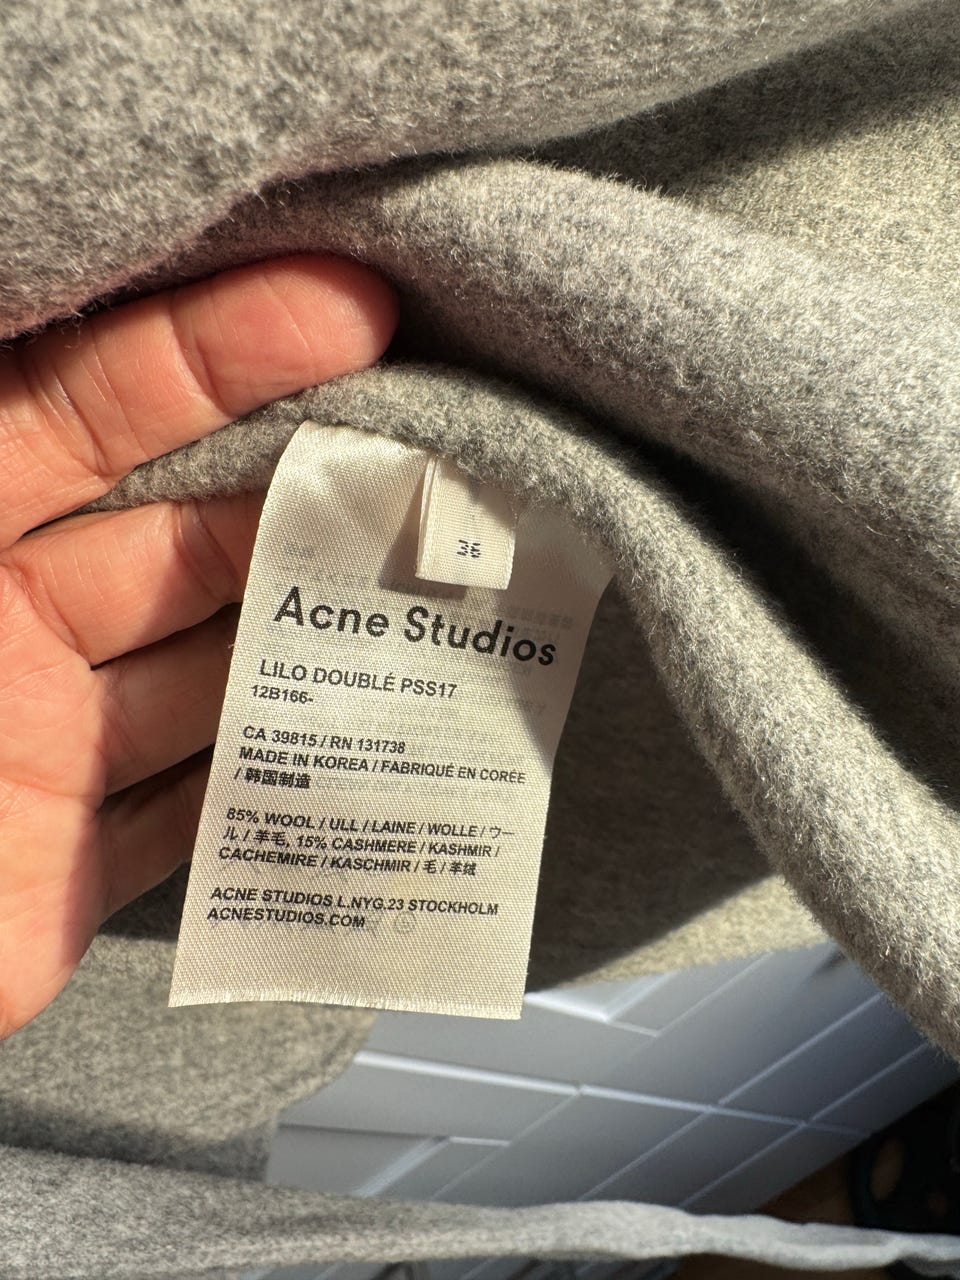 36
Acne Studios
LILO DOUBLÉ PSS17
12B166-
CA 39815 / RN 131738
MADE IN KOREA / FABRIQUÉ EN CORÉE
/ 韩国制造
85% WOOL / ULL / LAINE / WOLLE / ウー
ル / 羊毛, 15% CASHMERE / KASHMIR /
CACHEMIRE / KASCHMIR / 毛 / 羊绒
ACNE STUDIOS L.NYG.23 STOCKHOLM
ACNESTUDIOS.COM